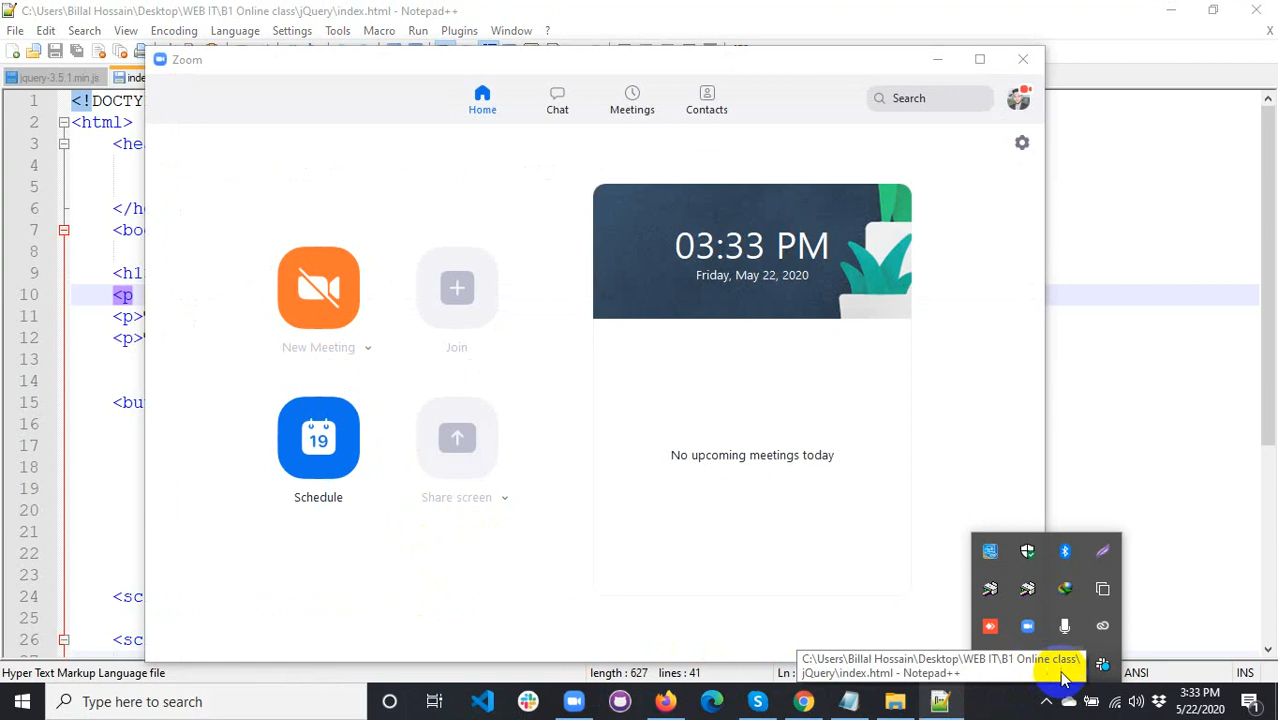 C:\Users\Billal Hossain\Desktop\WEB IT\B1 Online class\jQuery\index.html - Notepad++
File Edit Search View Encoding Language Settings Tools Macro Run Plugins Window ?
X
jquery-3.5.1.min.js
Zoom
Home
Chat
Meetings
Contacts
Search
1 <!DOCTY
2 <html>
3
4
5
6
7
8
9 <h1
10 <p
11 <p>
12 <p>
13
14
15
16
17
18
19
20
21
22
23
24
25
26
03:33 PM
Friday, May 22, 2020
New Meeting
Join
19
Schedule
Share screen
No upcoming meetings today
C:\Users\Billal Hossain\Desktop\WEB IT\B1 Online class\
jQuery\index.html - Notepad++
Hyper Text Markup Language file
length : 627 lines : 41
Ln :
ANSI
INS
Type here to search
3:33 PM
5/22/2020
1